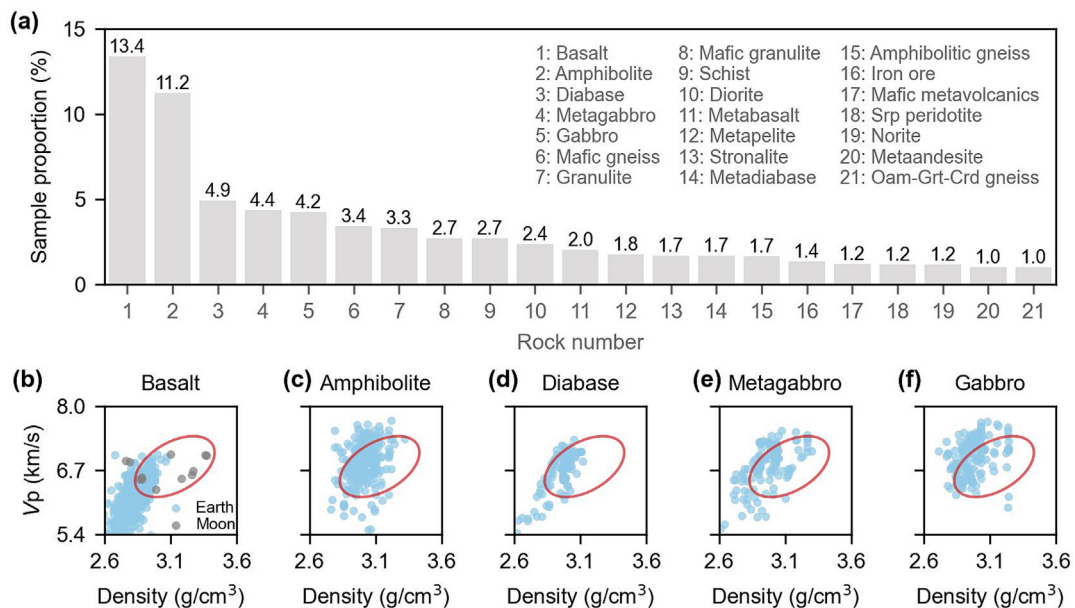 (a)
15
10
5
0
Sample proportion (%)
13.4 11.2 4.9 4.4 4.2 3.4 3.3 2.7 2.7 2.4 2.0 1.8 1.7 1.7 1.7 1.4 1.2 1.2 1.2 1.0 1.0
1: Basalt 8: Mafic granulite 15: Amphibolitic gneiss
2: Amphibolite 9: Schist 16: Iron ore
3: Diabase 10: Diorite 17: Mafic metavolcanics
4: Metagabbro 11: Metabasalt 18: Srp peridotite
5: Gabbro 12: Metapelite 19: Norite
6: Mafic gneiss 13: Stronalite 20: Metaandesite
7: Granulite 14: Metadiabase 21: Oam-Grt-Crd gneiss
1 2 3 4 5 6 7 8 9 10 11 12 13 14 15 16 17 18 19 20 21
Rock number
(b) Basalt (c) Amphibolite (d) Diabase (e) Metagabbro (f) Gabbro
8.0
6.7
5.4
Vp (km/s)
Earth
Moon
2.6 3.1 3.6 2.6 3.1 3.6 2.6 3.1 3.6 2.6 3.1 3.6 2.6 3.1 3.6
Density (g/cm³) Density (g/cm³) Density (g/cm³) Density (g/cm³) Density (g/cm³)